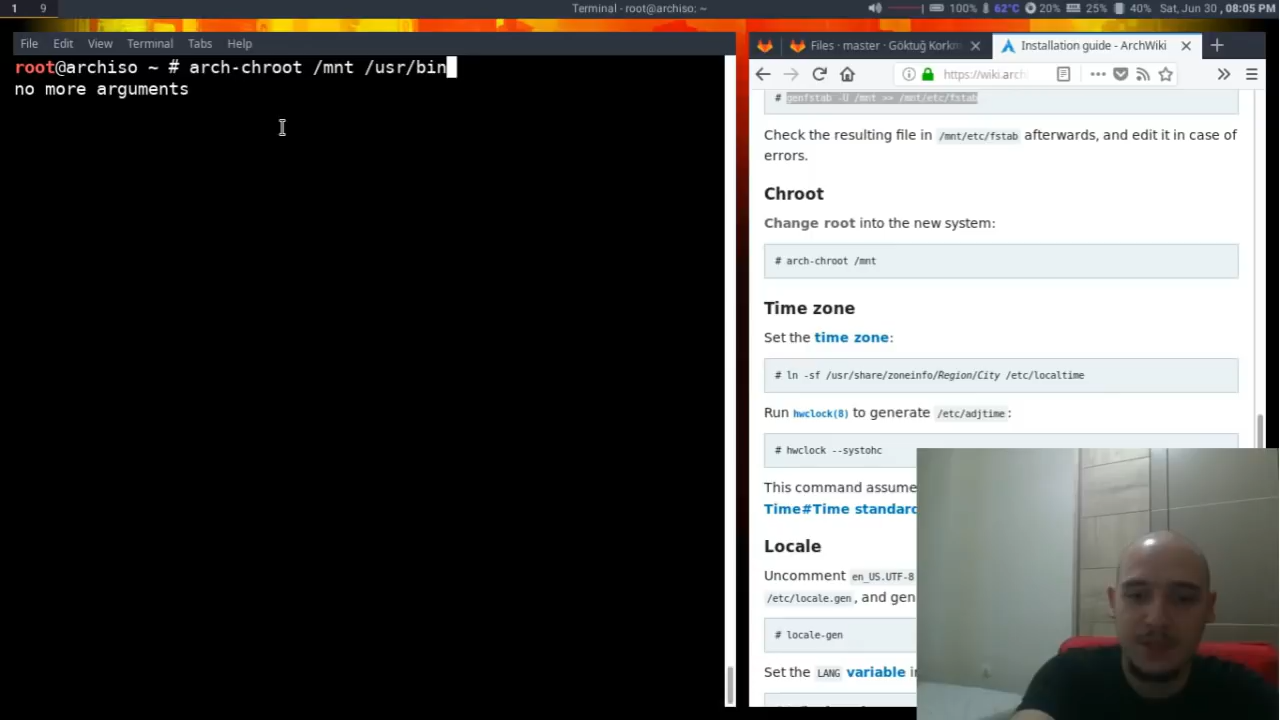 1 9 Terminal - root@archiso: ~ 100% 62°C 20% 25% 40% Sat, Jun 30 , 08:05 PM
File Edit View Terminal Tabs Help
root@archiso ~ # arch-chroot /mnt /usr/bin
no more arguments
Files · master · Göktuğ Korkm Installation guide - ArchWiki
https://wiki.arch
# genfstab -U /mnt >> /mnt/etc/fstab
Check the resulting file in /mnt/etc/fstab afterwards, and edit it in case of
errors.
Chroot
Change root into the new system:
# arch-chroot /mnt
Time zone
Set the time zone:
# ln -sf /usr/share/zoneinfo/Region/City /etc/localtime
Run hwclock(8) to generate /etc/adjtime:
# hwclock --systohc
This command assume
Time#Time standard
Locale
Uncomment en_US.UTF-8
/etc/locale.gen, and gen
# locale-gen
Set the LANG variable in